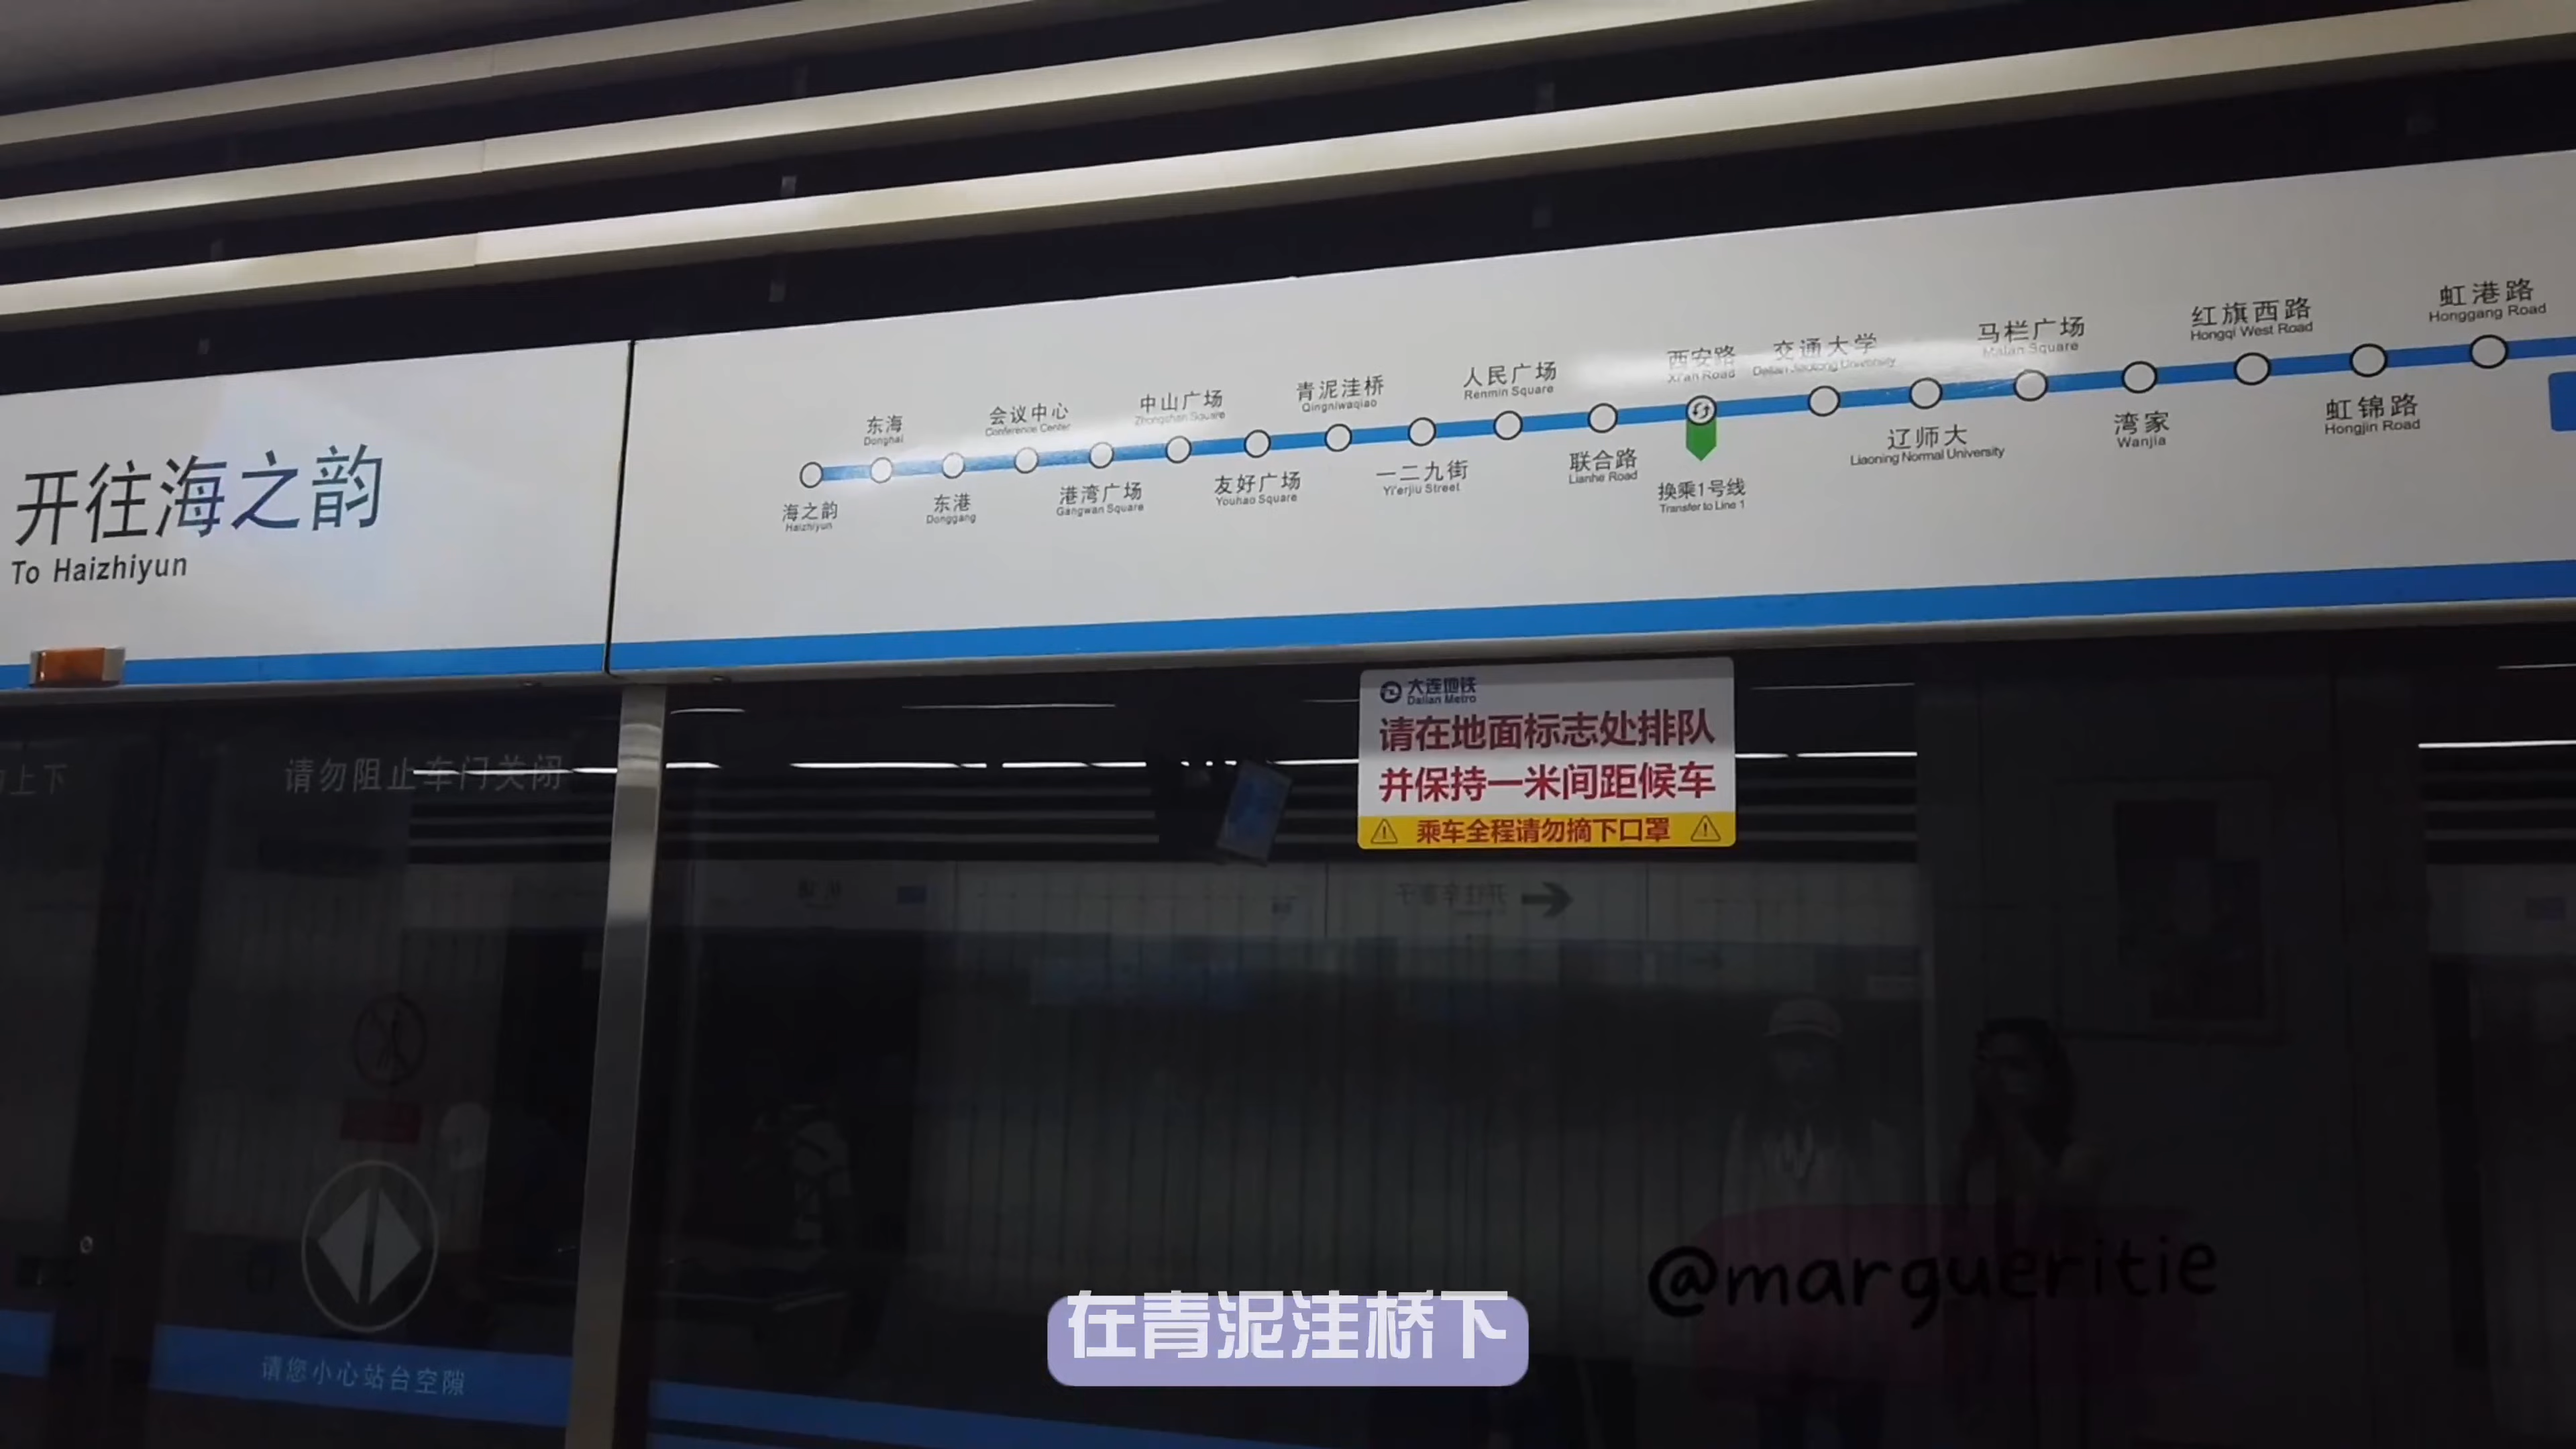 开往海之韵
To Haizhiyun
海之韵
Haizhiyun
东海
Donghai
东港
Donggang
会议中心
Conference Center
港湾广场
Gangwan Square
中山广场
Zhongshan Square
友好广场
Youhao Square
青泥洼桥
Qingniwaqiao
一二九街
Yi'erjiu Street
人民广场
Renmin Square
联合路
Lianhe Road
西安路
Xi'an Road
换乘1号线
Transfer to Line 1
交通大学
Dalian Jiaotong University
辽师大
Liaoning Normal University
马栏广场
Malan Square
湾家
Wanjia
红旗西路
Hongqi West Road
虹锦路
Hongjin Road
虹港路
Honggang Road
大连地铁
Dalian Metro
请在地面标志处排队
并保持一米间距候车
乘车全程请勿摘下口罩
上下
请勿阻止车门关闭
请您小心站台空隙
@margueritie
在青泥洼桥下